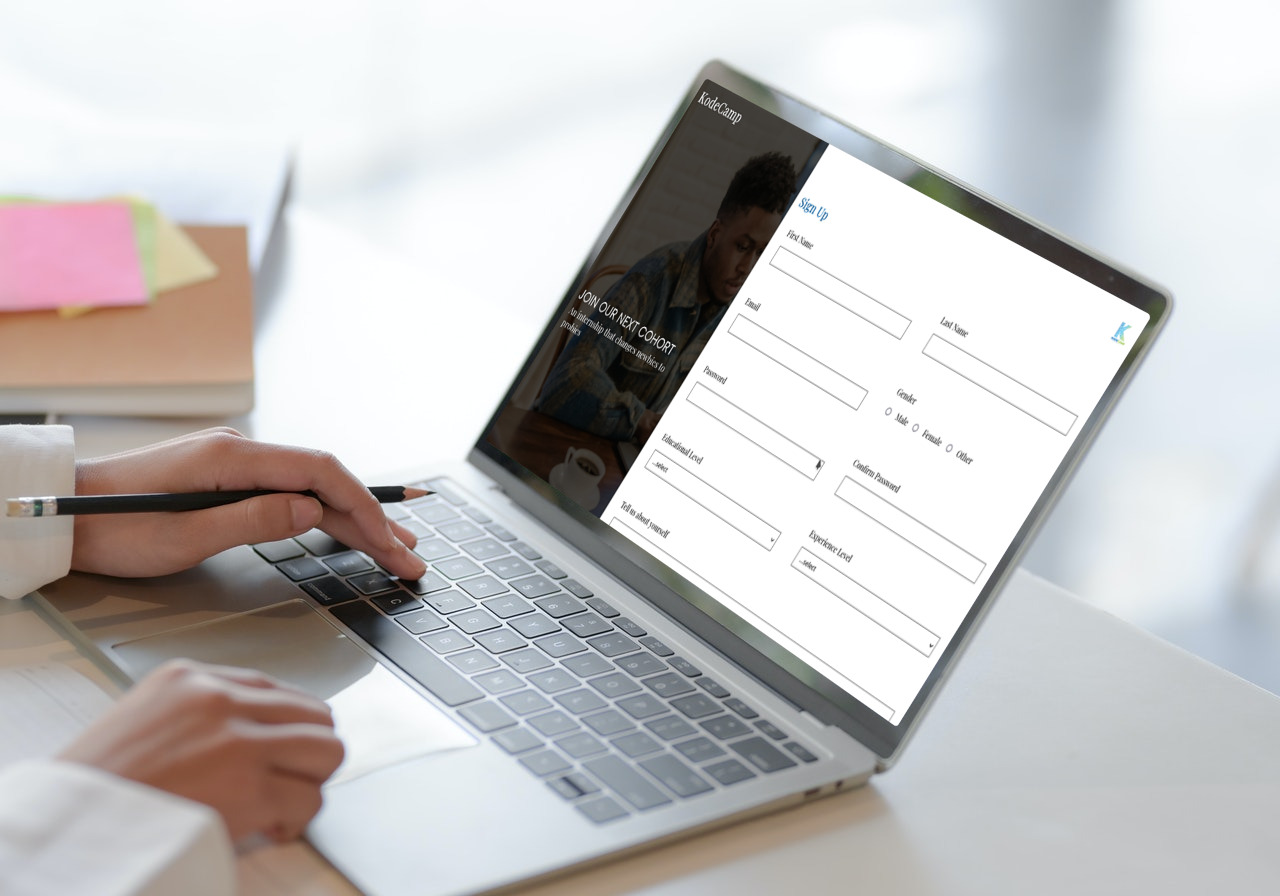 KodeCamp
JOIN OUR NEXT COHORT
An internship that changes newbies to
probies
Sign Up
First Name
Last Name
Email
Gender
Male
Female
Other
Password
Confirm Password
Educational Level
...select
Experience Level
...select
Tell us about yourself
K